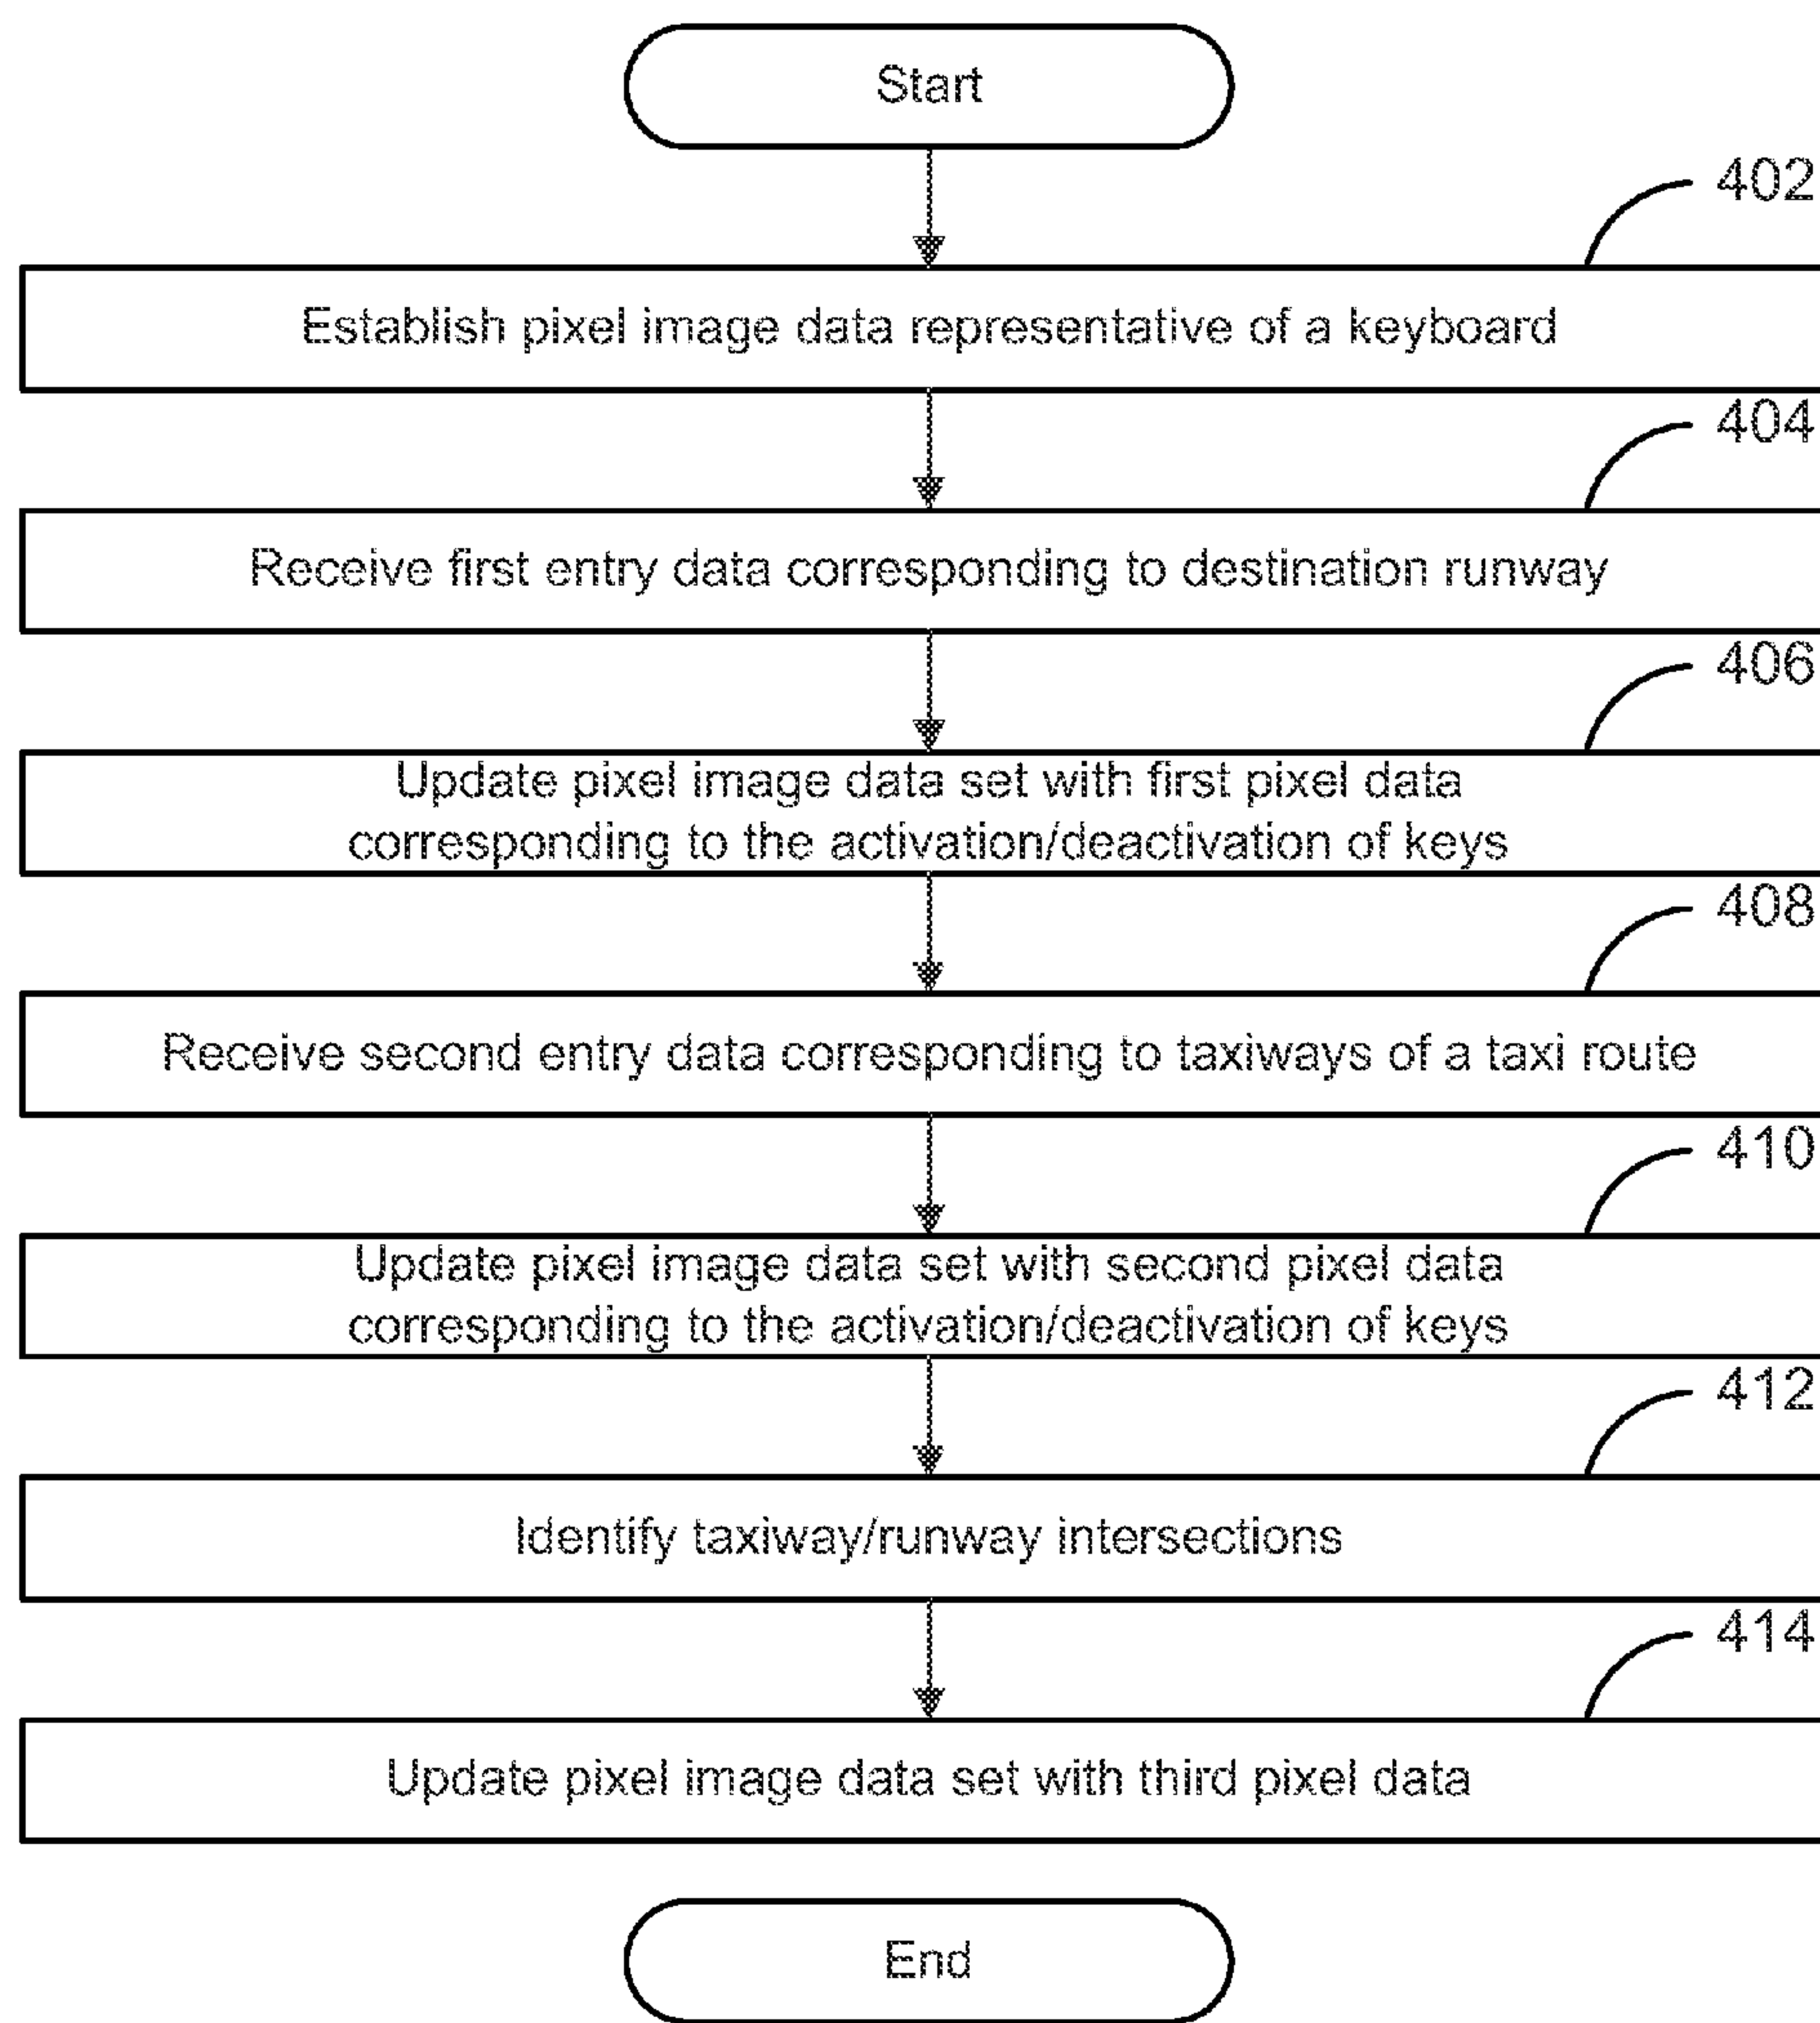 Start
402
Establish pixel image data representative of a keyboard
404
Receive first entry data corresponding to destination runway
406
Update pixel image data set with first pixel data
corresponding to the activation/deactivation of keys
408
Receive second entry data corresponding to taxiways of a taxi route
410
Update pixel image data set with second pixel data
corresponding to the activation/deactivation of keys
412
Identify taxiway/runway intersections
414
Update pixel image data set with third pixel data
End